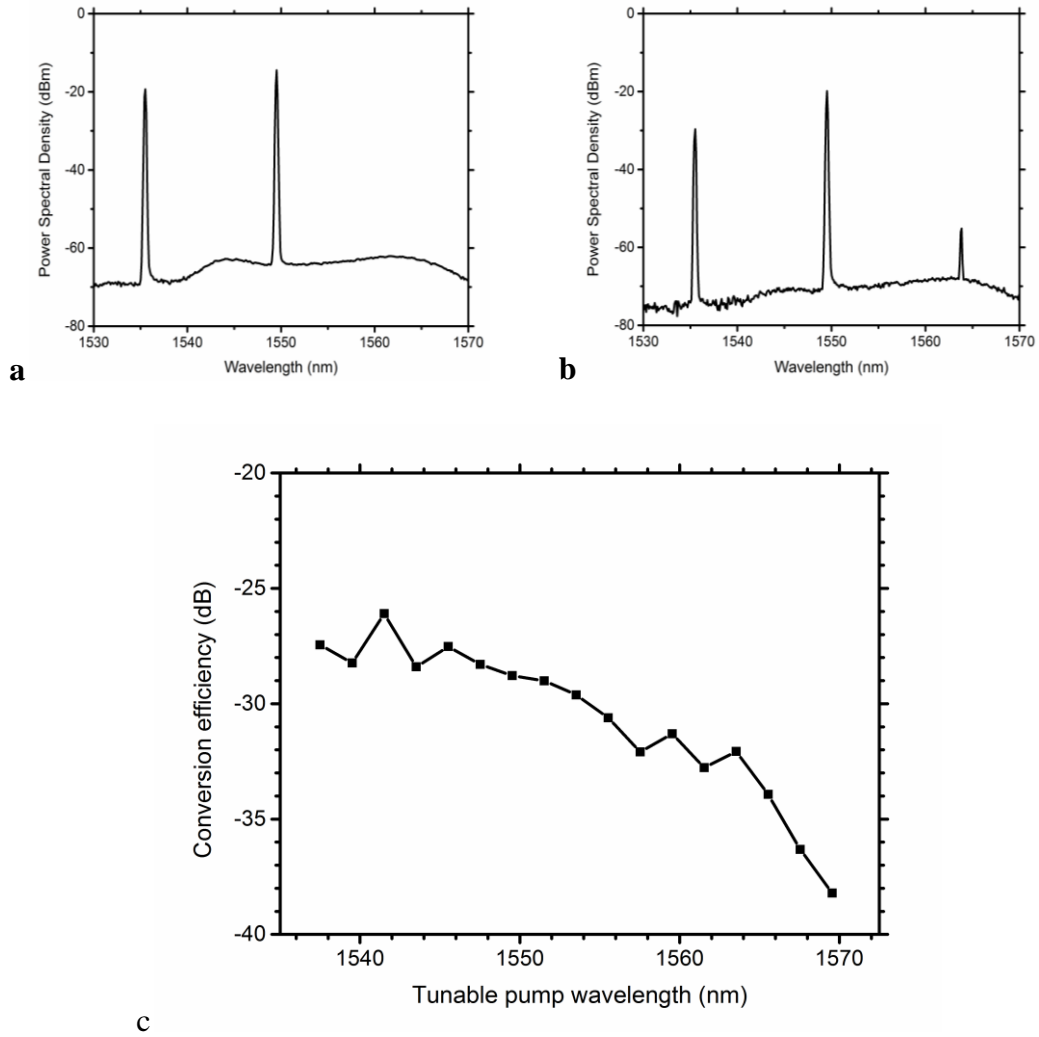 0
-20
-40
-60
-80
Power Spectral Density (dBm)
1530 1540 1550 1560 1570
Wavelength (nm)
a
0
-20
-40
-60
-80
Power Spectral Density (dBm)
1530 1540 1550 1560 1570
Wavelength (nm)
b
-20
-25
-30
-35
-40
Conversion efficiency (dB)
1540 1550 1560 1570
Tunable pump wavelength (nm)
c